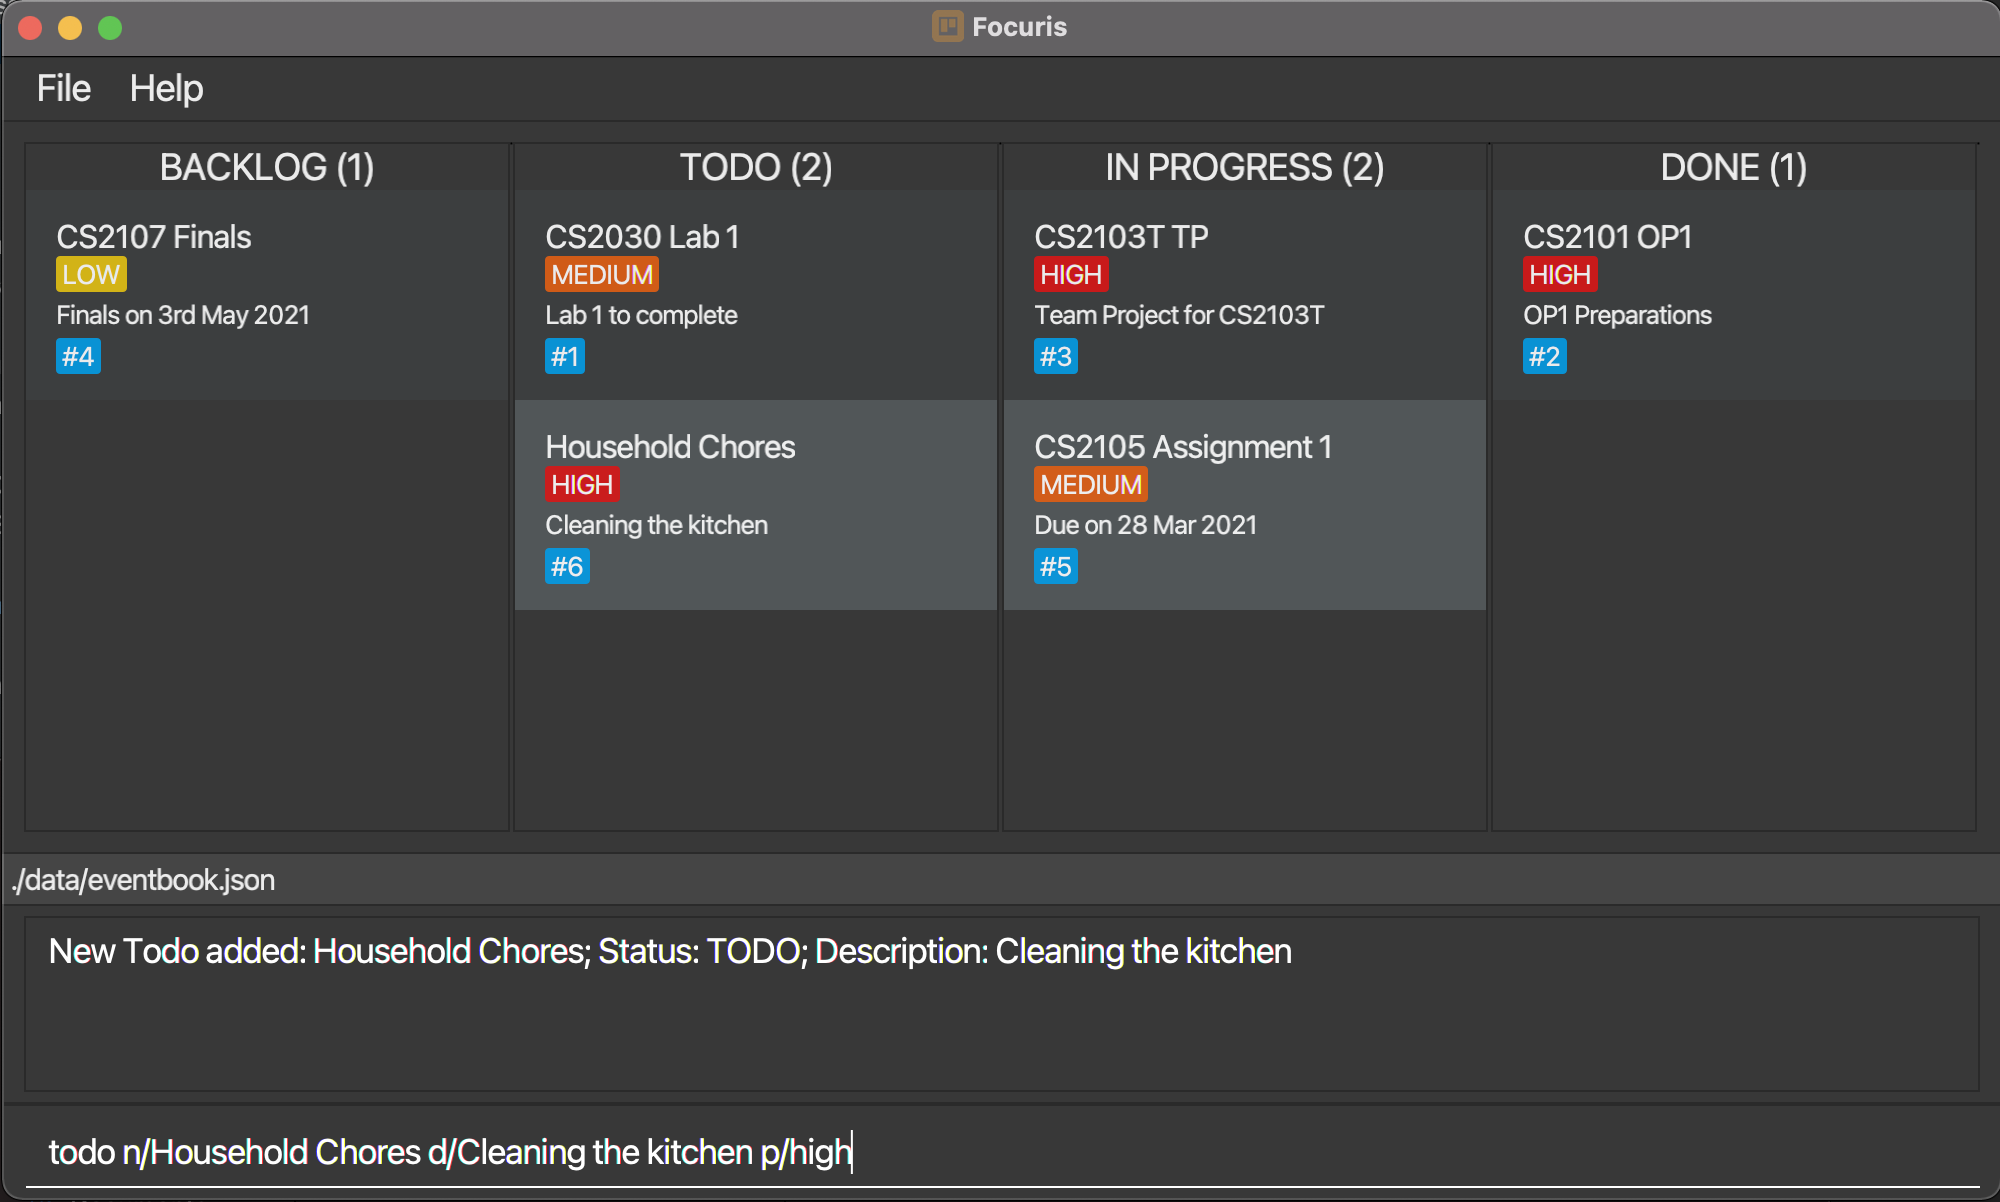 Focuris
File Help
BACKLOG (1)
CS2107 Finals
LOW
Finals on 3rd May 2021
#4
TODO (2)
CS2030 Lab 1
MEDIUM
Lab 1 to complete
#1
Household Chores
HIGH
Cleaning the kitchen
#6
IN PROGRESS (2)
CS2103T TP
HIGH
Team Project for CS2103T
#3
CS2105 Assignment 1
MEDIUM
Due on 28 Mar 2021
#5
DONE (1)
CS2101 OP1
HIGH
OP1 Preparations
#2
./data/eventbook.json
New Todo added: Household Chores; Status: TODO; Description: Cleaning the kitchen
todo n/Household Chores d/Cleaning the kitchen p/high